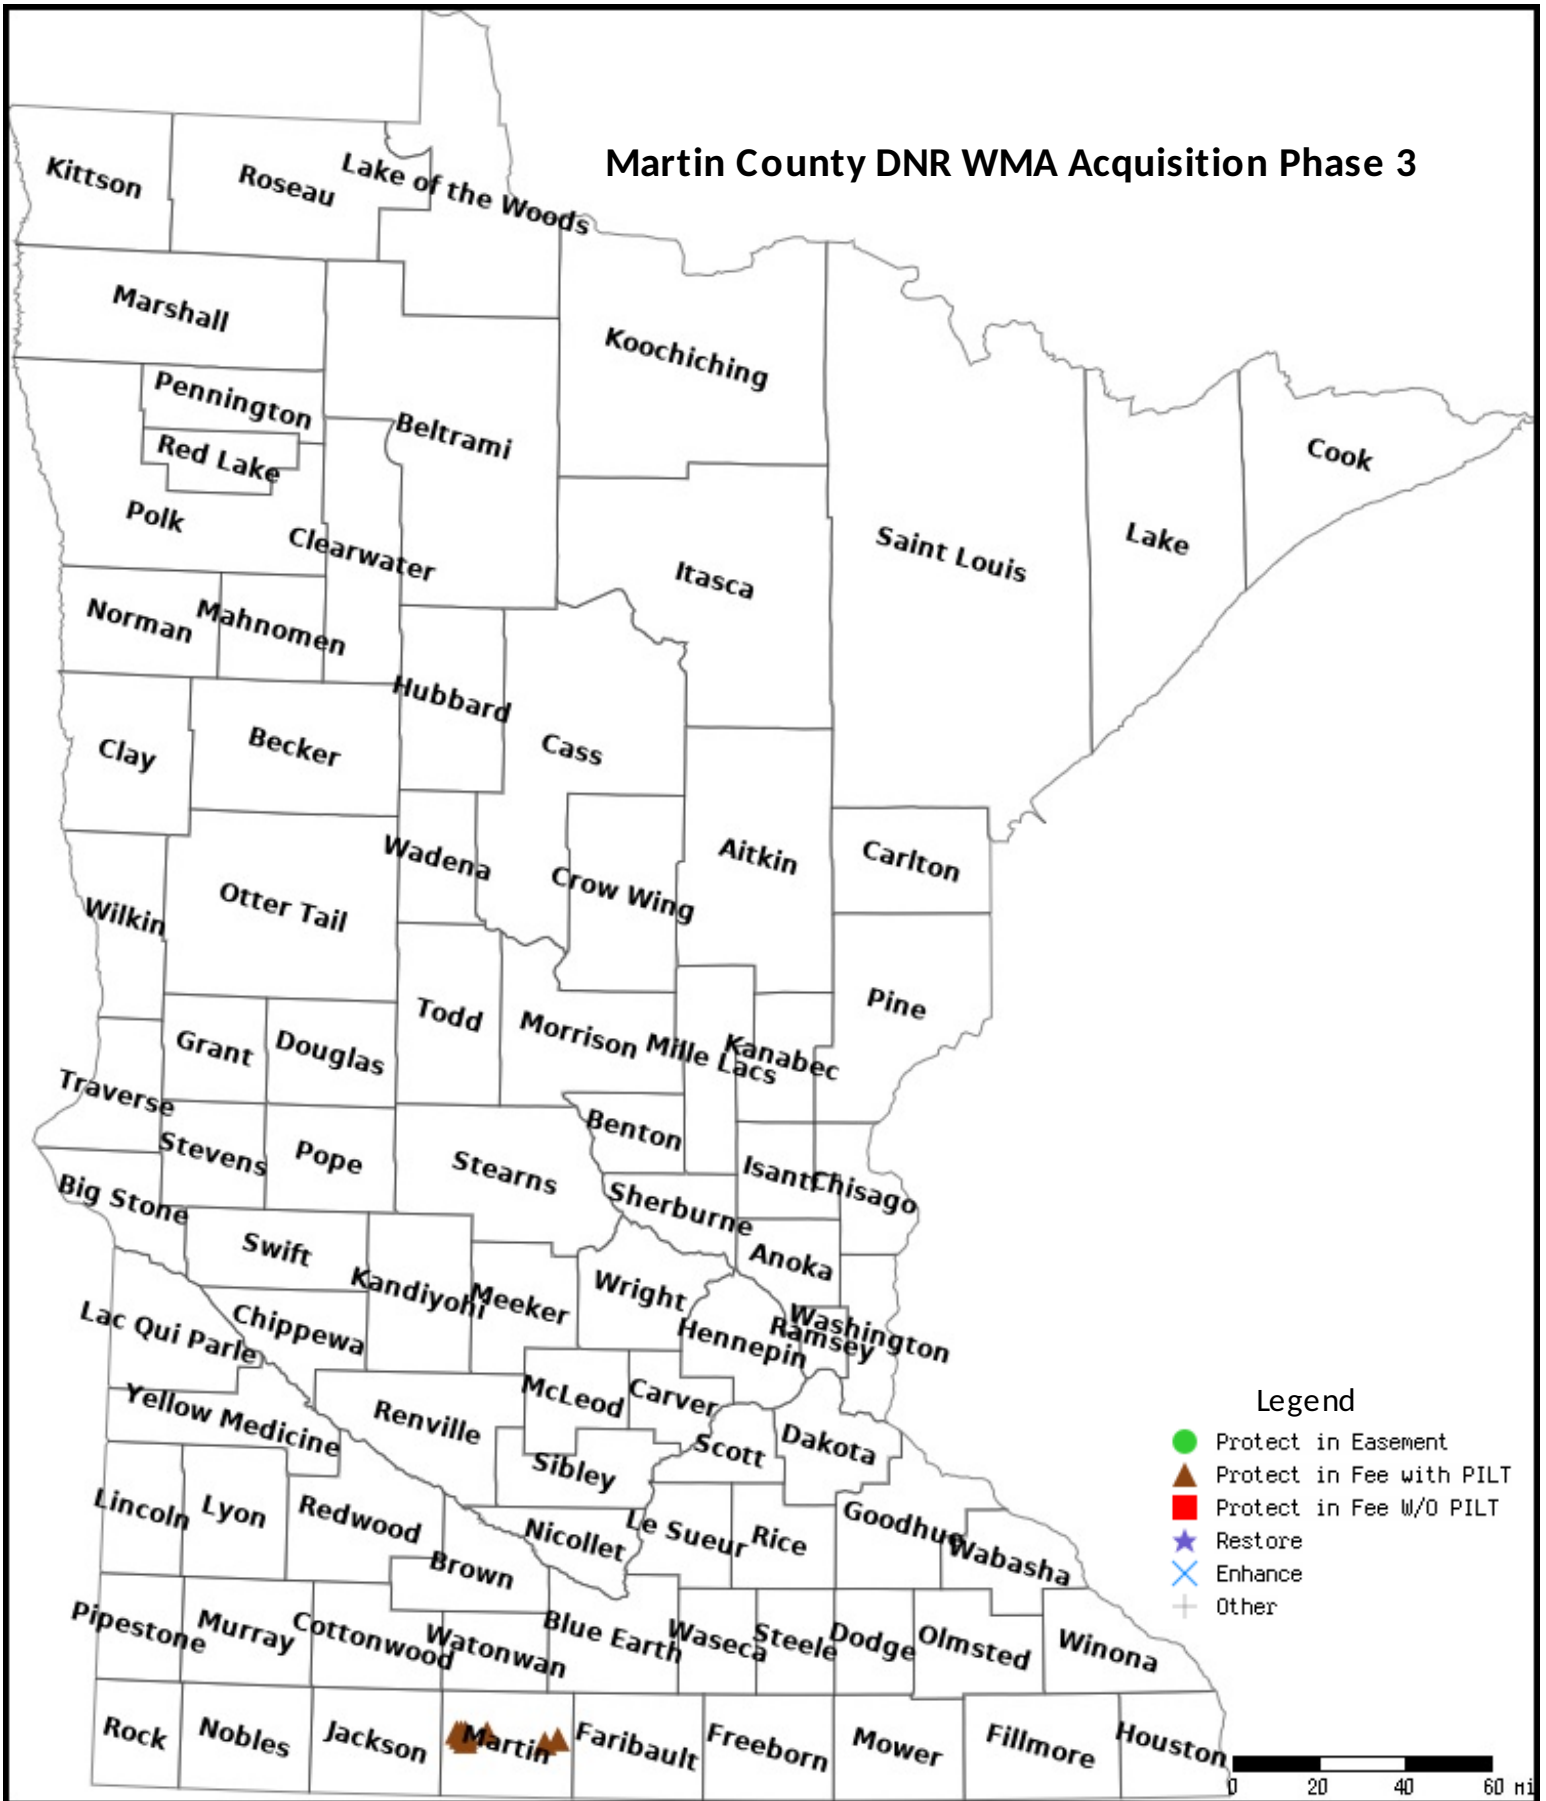 Martin County DNR WMA Acquisition Phase 3
Kittson
Roseau
Lake of the Woods
Marshall
Koochiching
Pennington
Beltrami
Red Lake
Cook
Polk
Clearwater
Saint Louis
Lake
Itasca
Norman
Mahnomen
Hubbard
Clay
Becker
Cass
Wadena
Aitkin
Carlton
Otter Tail
Crow Wing
Wilkin
Todd
Morrison
Pine
Grant
Douglas
Mille Lacs
Kanabec
Traverse
Benton
Stevens
Pope
Stearns
Isanti
Chisago
Big Stone
Sherburne
Swift
Anoka
Kandiyohi
Meeker
Wright
Lac Qui Parle
Chippewa
Hennepin
Ramsey
Washington
McLeod
Carver
Yellow Medicine
Renville
Scott
Dakota
Sibley
Lincoln
Lyon
Redwood
Nicollet
Le Sueur
Rice
Goodhue
Wabasha
Brown
Pipestone
Murray
Cottonwood
Watonwan
Blue Earth
Waseca
Steele
Dodge
Olmsted
Winona
Rock
Nobles
Jackson
Martin
Faribault
Freeborn
Mower
Fillmore
Houston
Legend
Protect in Easement
Protect in Fee with PILT
Protect in Fee W/O PILT
Restore
Enhance
Other
0 20 40 60 mi